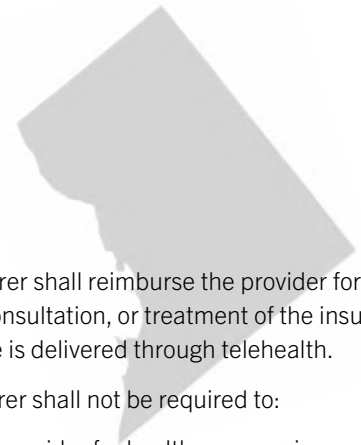 rer shall reimburse the provider for
onsultation, or treatment of the insu
e is delivered through telehealth.
rer shall not be required to: